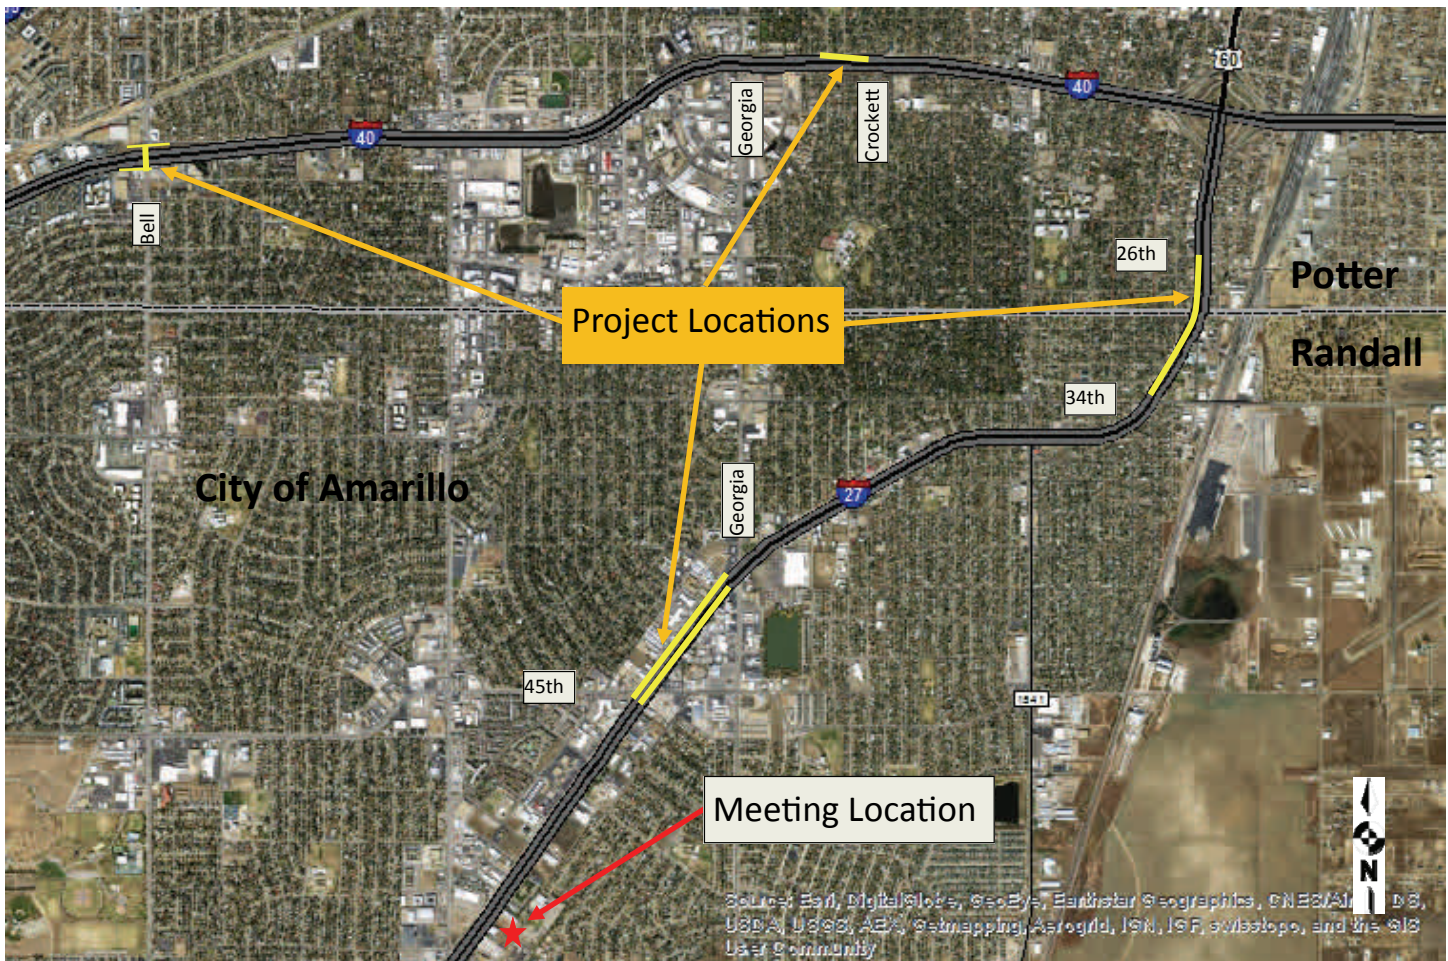 60
40
40
Georgia
Crockett
Bell
26th
Potter
Project Locations
Randall
34th
City of Amarillo
Georgia
27
45th
1541
Meeting Location
N
Source: Esri, DigitalGlobe, GeoEye, Earthstar Geographics, CNES/Air DS,
USDA, USGS, AEX, Getmapping, Aerogrid, IGN, IGP, swisstopo, and the GIS
User Community